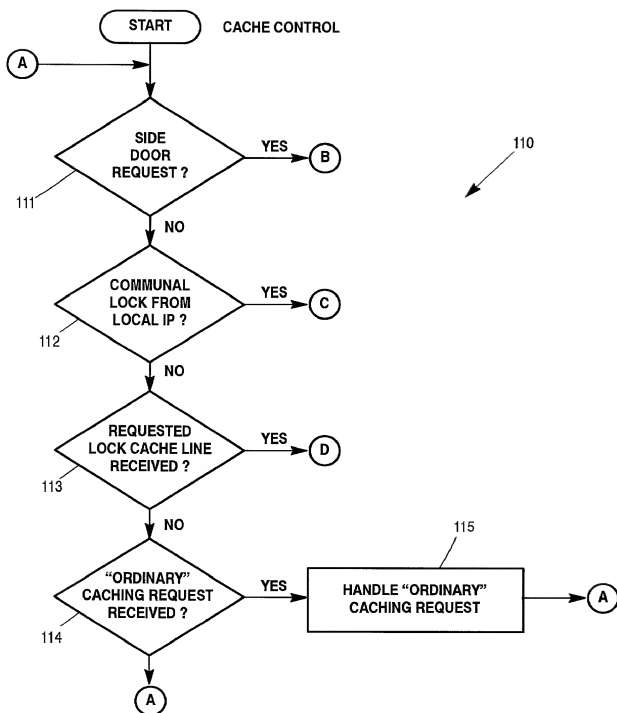 START
CACHE CONTROL
A
SIDE
DOOR
REQUEST ?
YES
B
110
111
NO
COMMUNAL
LOCK FROM
LOCAL IP ?
YES
C
112
NO
REQUESTED
LOCK CACHE LINE
RECEIVED ?
YES
D
113
NO
115
“ORDINARY”
CACHING REQUEST
RECEIVED ?
YES
HANDLE “ORDINARY”
CACHING REQUEST
A
114
A